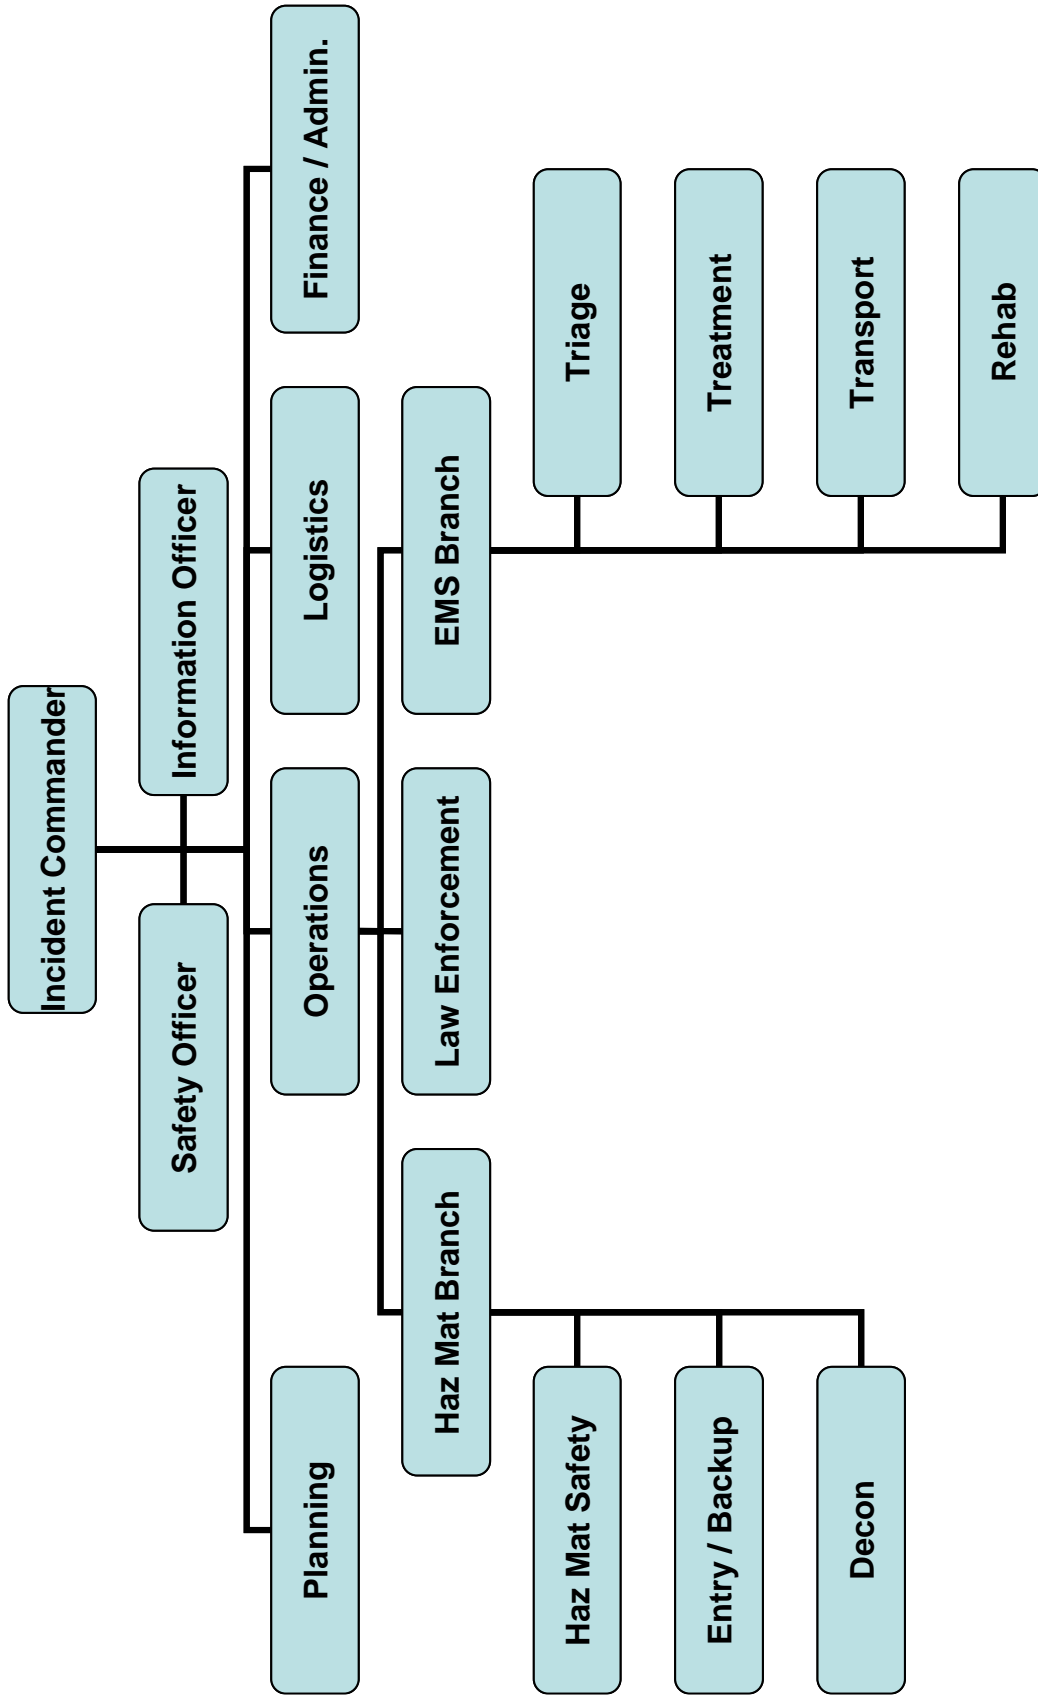 Incident Commander
Safety Officer
Information Officer
Planning
Operations
Logistics
Finance / Admin.
Haz Mat Branch
Law Enforcement
EMS Branch
Haz Mat Safety
Triage
Entry / Backup
Treatment
Decon
Transport
Rehab